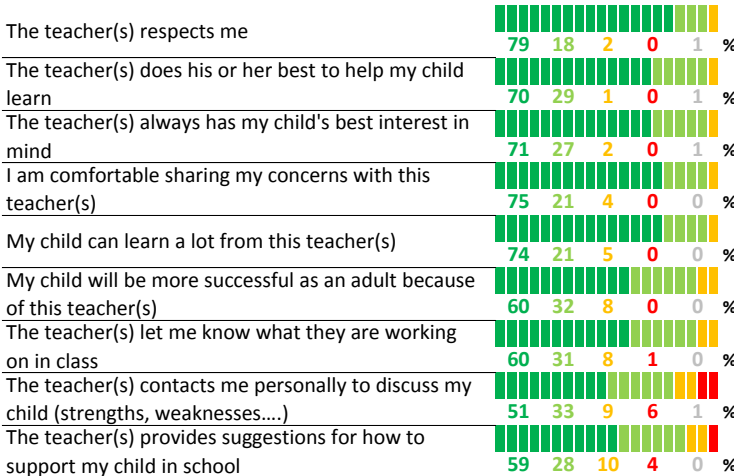 The teacher(s) respects me
79 18 2 0 1 %
The teacher(s) does his or her best to help my child
learn
70 29 1 0 1 %
The teacher(s) always has my child's best interest in
mind
71 27 2 0 1 %
I am comfortable sharing my concerns with this
teacher(s)
75 21 4 0 0 %
My child can learn a lot from this teacher(s)
74 21 5 0 0 %
My child will be more successful as an adult because
of this teacher(s)
60 32 8 0 0 %
The teacher(s) let me know what they are working
on in class
60 31 8 1 0 %
The teacher(s) contacts me personally to discuss my
child (strengths, weaknesses....)
51 33 9 6 1 %
The teacher(s) provides suggestions for how to
support my child in school
59 28 10 4 0 %